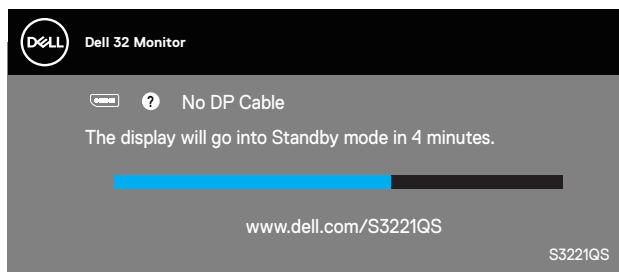 DELL
Dell 32 Monitor
? No DP Cable
The display will go into Standby mode in 4 minutes.
www.dell.com/S3221QS
S3221QS